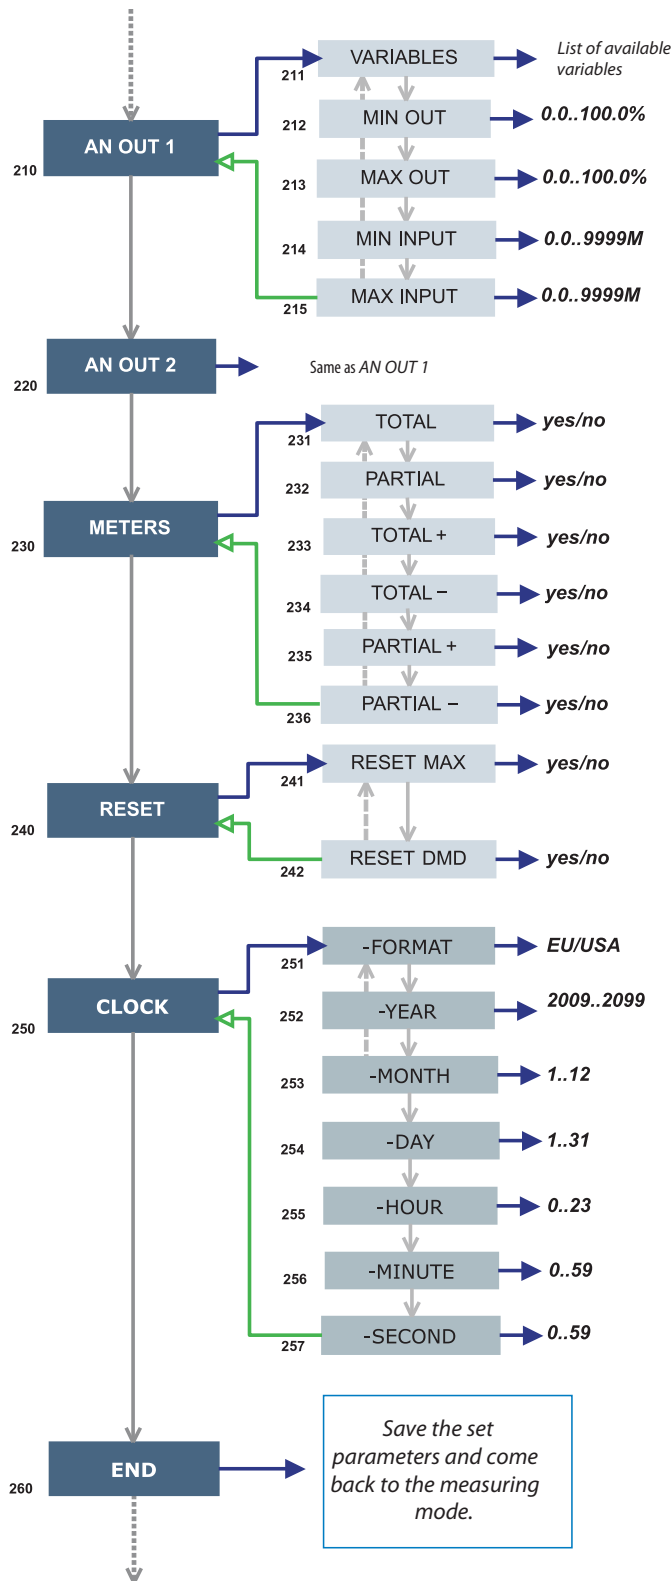 VARIABLES
211
List of available
variables
AN OUT 1
210
MIN OUT
212
0.0..100.0%
MAX OUT
213
0.0..100.0%
MIN INPUT
214
0.0..9999M
MAX INPUT
215
0.0..9999M
AN OUT 2
220
Same as AN OUT 1
TOTAL
231
yes/no
PARTIAL
232
yes/no
METERS
230
TOTAL +
233
yes/no
TOTAL –
234
yes/no
PARTIAL +
235
yes/no
PARTIAL –
236
yes/no
RESET MAX
241
yes/no
RESET
240
RESET DMD
242
yes/no
-FORMAT
251
EU/USA
CLOCK
250
-YEAR
252
2009..2099
-MONTH
253
1..12
-DAY
254
1..31
-HOUR
255
0..23
-MINUTE
256
0..59
-SECOND
257
0..59
END
260
Save the set
parameters and come
back to the measuring
mode.